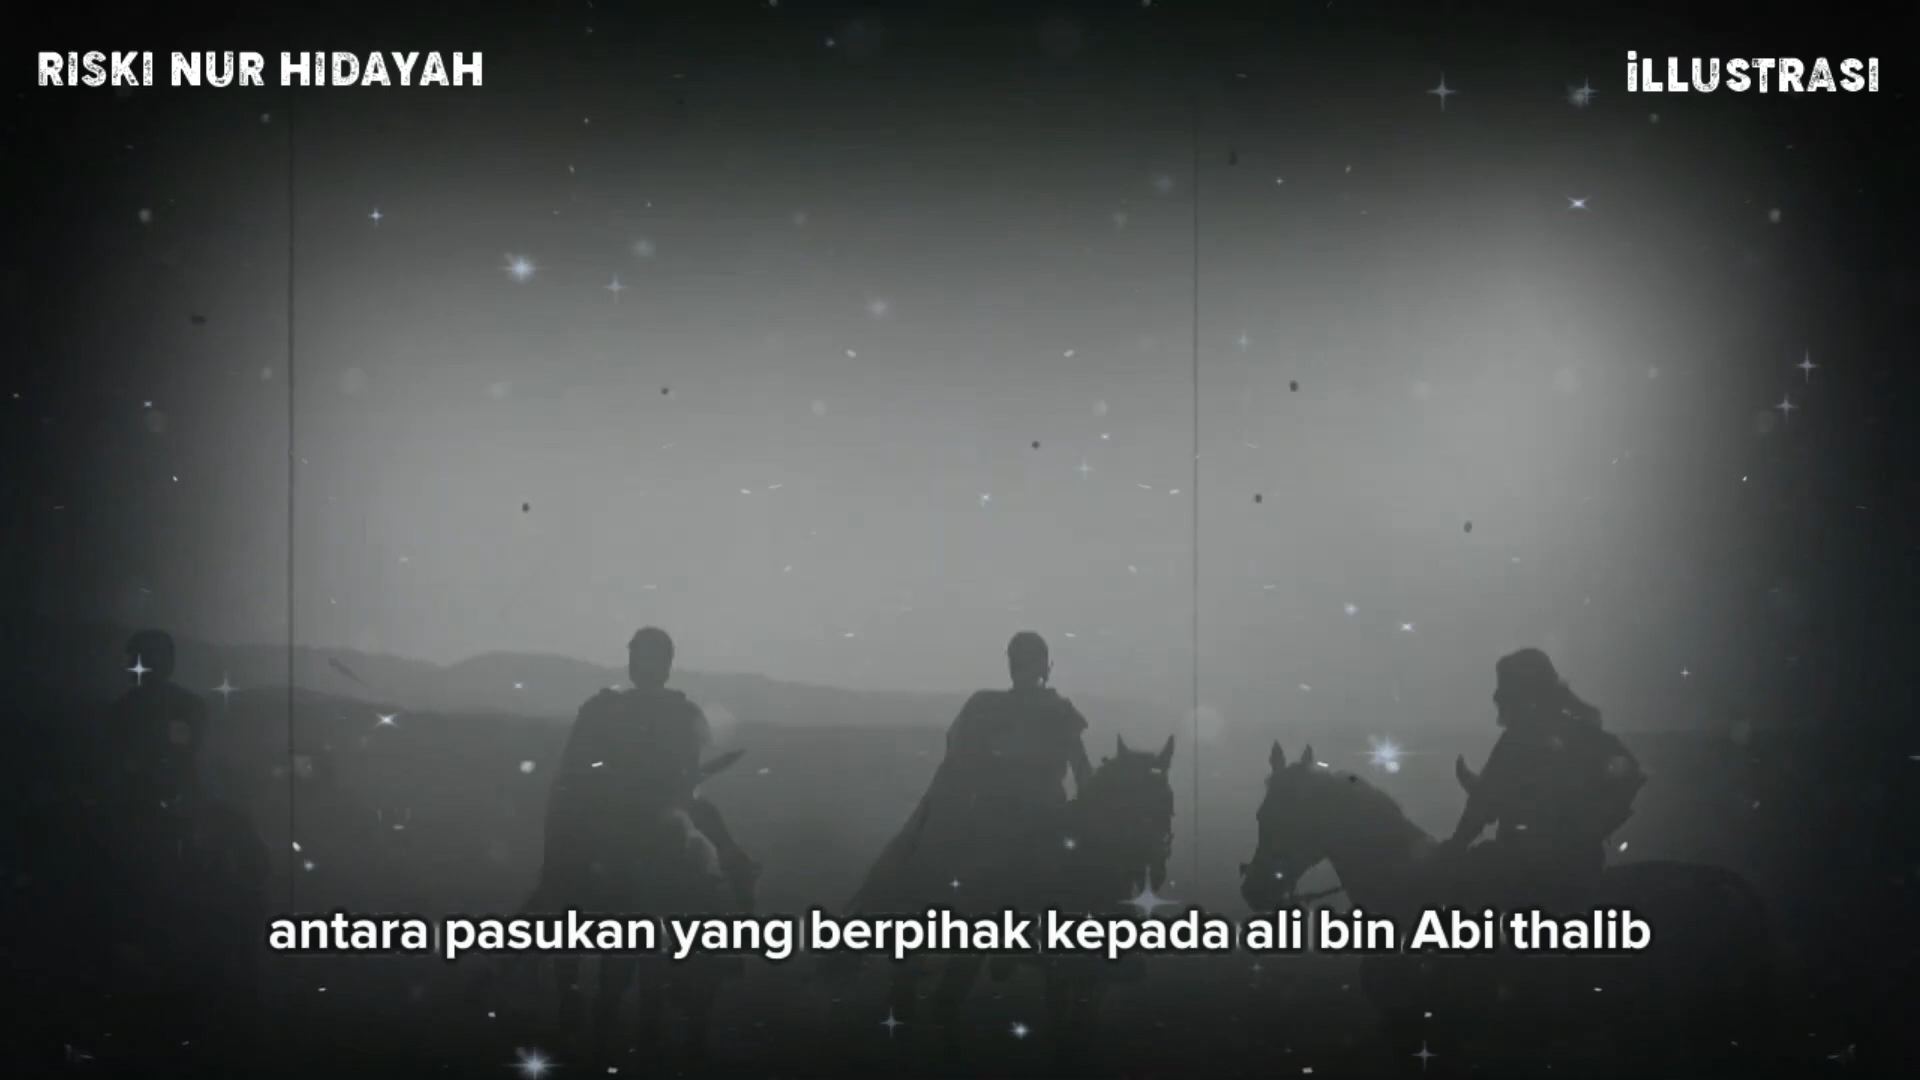 RISKI NUR HIDAYAH
İLLUSTRASI
antara pasukan yang berpihak kepada ali bin Abi thalib